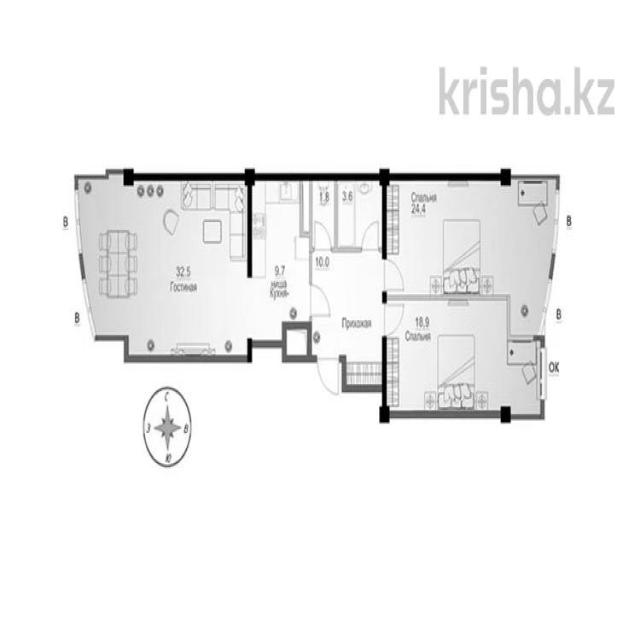 krisha.kz
В
В
32.5
Гостиная
9.7
ниша
Кухня-
1.8
3.6
10.0
Прихожая
Спальня
24,4
18,9
Спальня
В
В
ОК
С
З
В
Ю